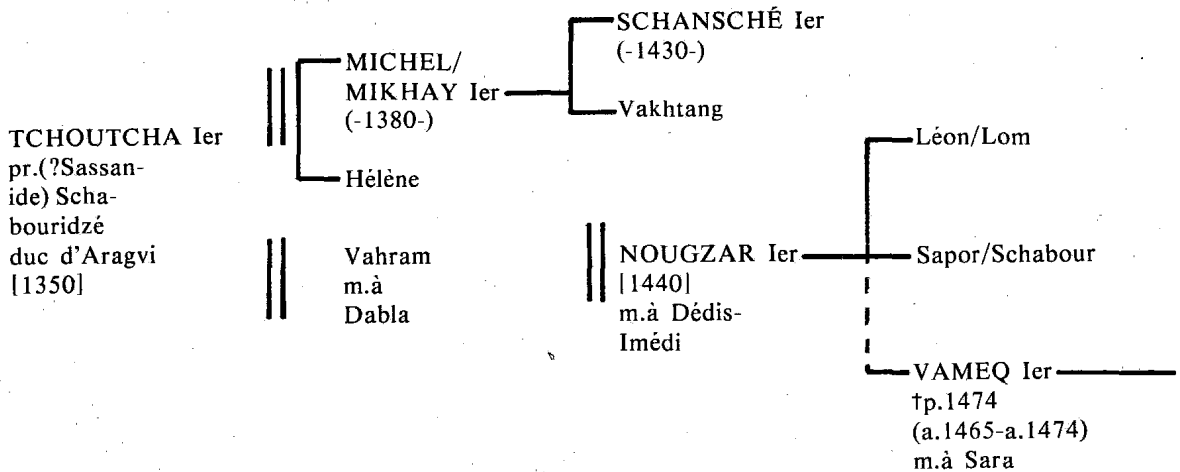 TCHOUTCHA Ier
pr.(?Sassan-
ide) Scha-
bouridzé
duc d'Aragvi
[1350]
MICHEL/
MIKHAY Ier
(-1380-)
Hélène
Vahram
m.à
Dabla
SCHANSCHÉ Ier
(-1430-)
Vakhtang
NOUGZAR Ier
[1440]
m.à Dédis-
Imédi
Léon/Lom
Sapor/Schabour
VAMEQ Ier
†p.1474
(a.1465-a.1474)
m.à Sara